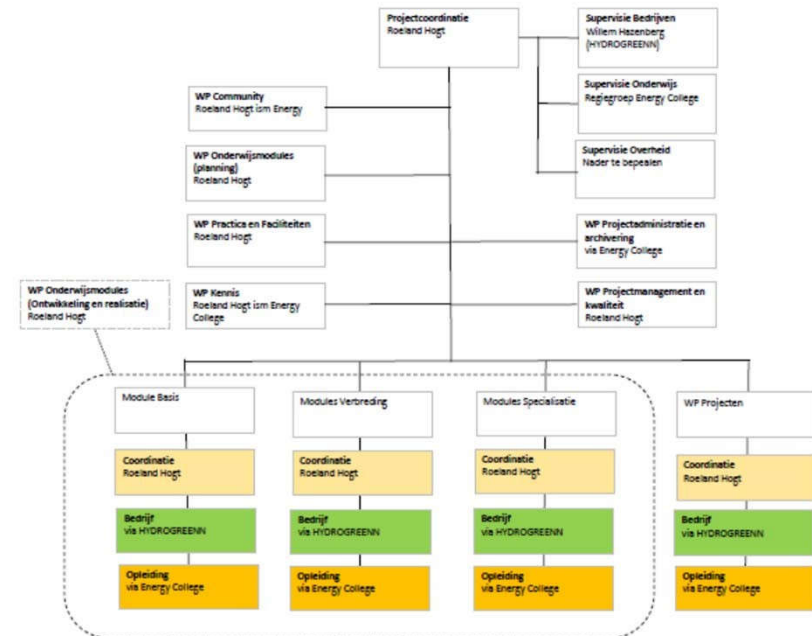 Projectcoordinatie
Roeland Hogt
Supervisie Bedrijven
Willem Hazenberg
(HYDROGREENN)
Supervisie Onderwijs
Regiegroep Energy College
Supervisie Overheid
Nader te bepealen
WP Community
Roeland Hogt ism Energy
WP Onderwijsmodules
(planning)
Roeland Hogt
WP Practica en Faciliteiten
Roeland Hogt
WP Projectadministratie en
archivering
via Energy College
WP Onderwijsmodules
(Ontwikkeling en realisatie)
Roeland Hogt
WP Kennis
Roeland Hogt ism Energy
College
WP Projectmanagement en
kwaliteit
Roeland Hogt
Module Basis
Modules Verbreding
Modules Specialisatie
WP Projecten
Coordinatie
Roeland Hogt
Coordinatie
Roeland Hogt
Coordinatie
Roeland Hogt
Coordinatie
Roeland Hogt
Bedrijf
via HYDROGREENN
Bedrijf
via HYDROGREENN
Bedrijf
via HYDROGREENN
Bedrijf
via HYDROGREENN
Opleiding
via Energy College
Opleiding
via Energy College
Opleiding
via Energy College
Opleiding
via Energy College